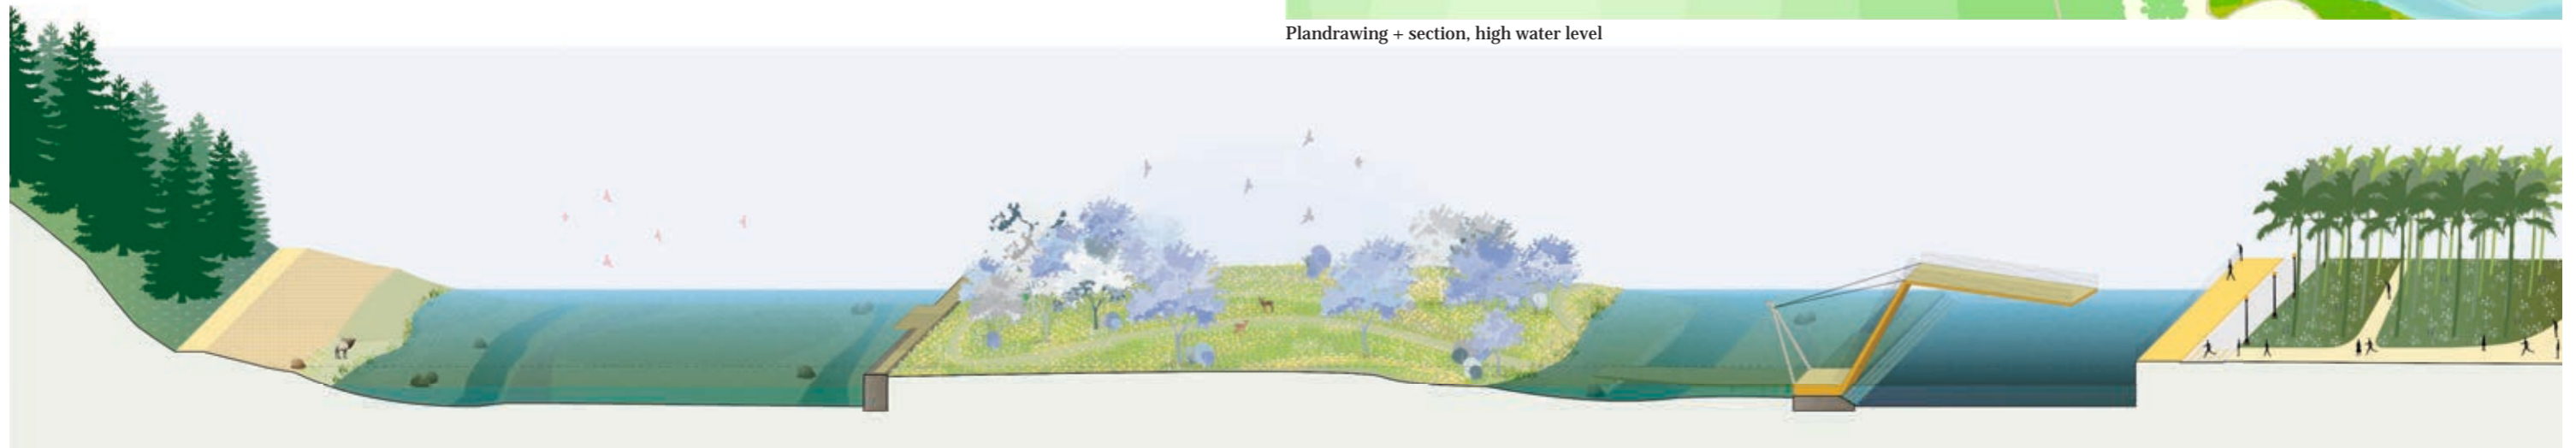 Plandrawing + section, high water level